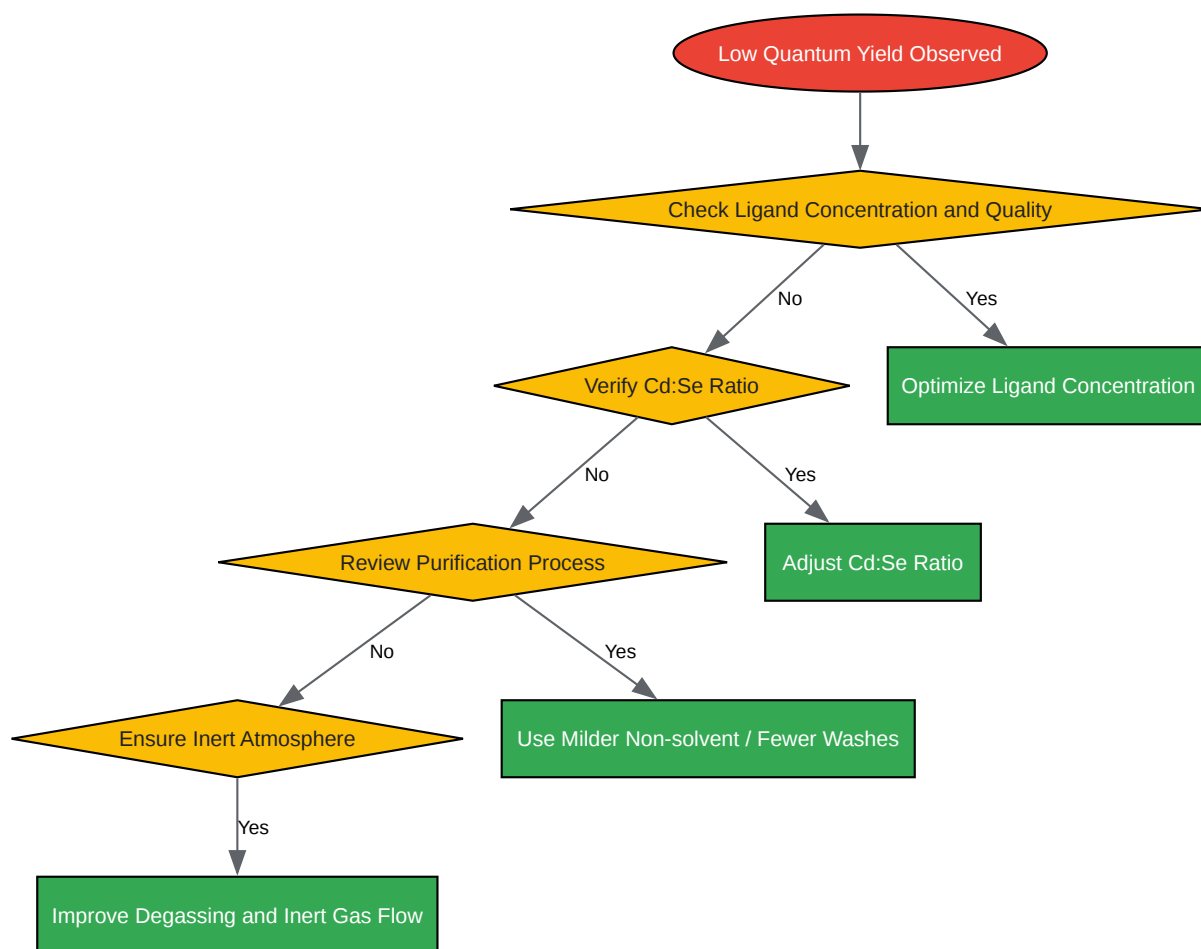 Low Quantum Yield Observed
Check Ligand Concentration and Quality
No
Yes
Verify Cd:Se Ratio
Optimize Ligand Concentration
No
Yes
Review Purification Process
Adjust Cd:Se Ratio
No
Yes
Ensure Inert Atmosphere
Use Milder Non-solvent / Fewer Washes
Yes
Improve Degassing and Inert Gas Flow